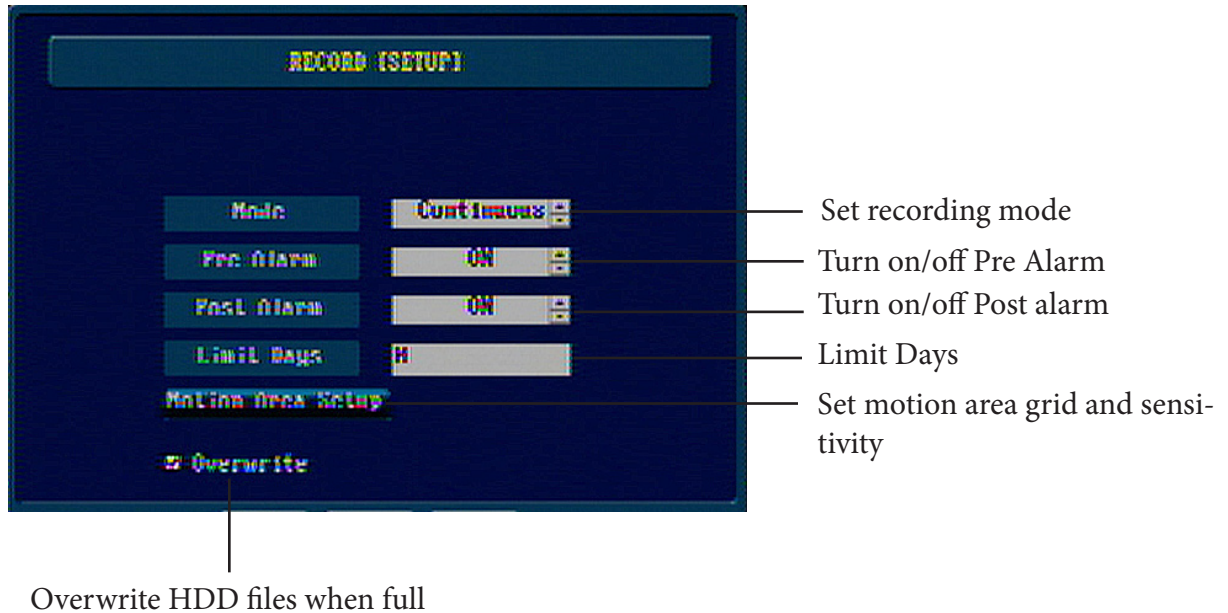 RECORD [SETUP]
Mode Continuous Set recording mode
Pre Alarm ON Turn on/off Pre Alarm
Post Alarm ON Turn on/off Post alarm
Limit Days Limit Days
Motion Area Setup Set motion area grid and sensi-
tivity
Overwrite
Overwrite HDD files when full